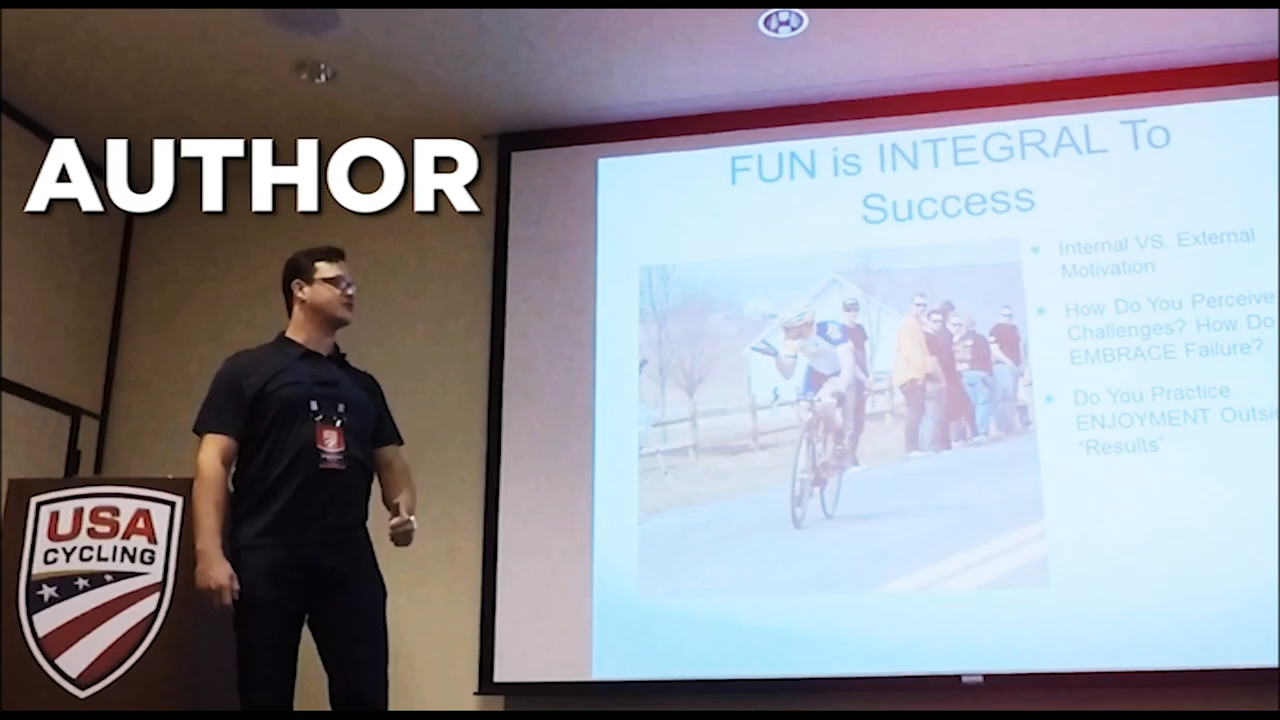 AUTHOR
FUN is INTEGRAL To
Success
Internal VS. External
Motivation
How Do You Perceive
Challenges? How Do
EMBRACE Failure?
Do You Practice
ENJOYMENT Outsi
"Results"
USA
CYCLING